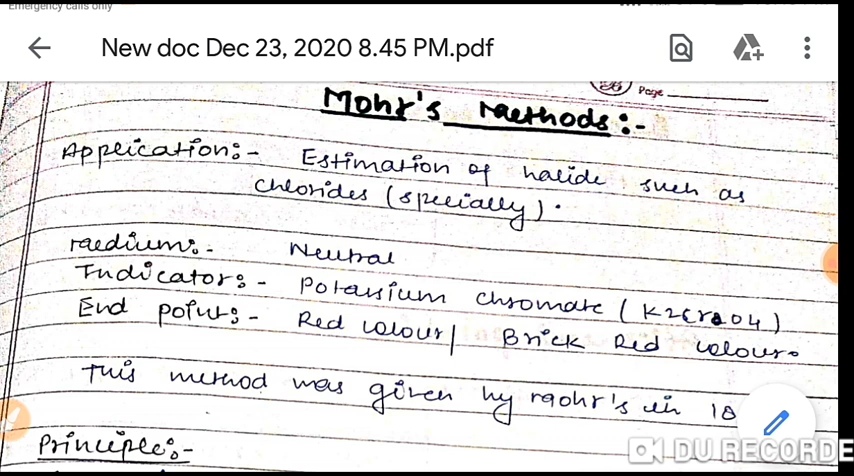 Emergency calls only
New doc Dec 23, 2020 8.45 PM.pdf
Page
Mohr's Methods:-
Application:- Estimation of halide such as
chlorides (specially).
Medium:- Neutral
Indicator:- Potassium chromate (K2Cr2O4)
End point:- Red colour/ Brick Red colour.
This method was given by Mohr's in 18
Principle:-
DU RECORDE